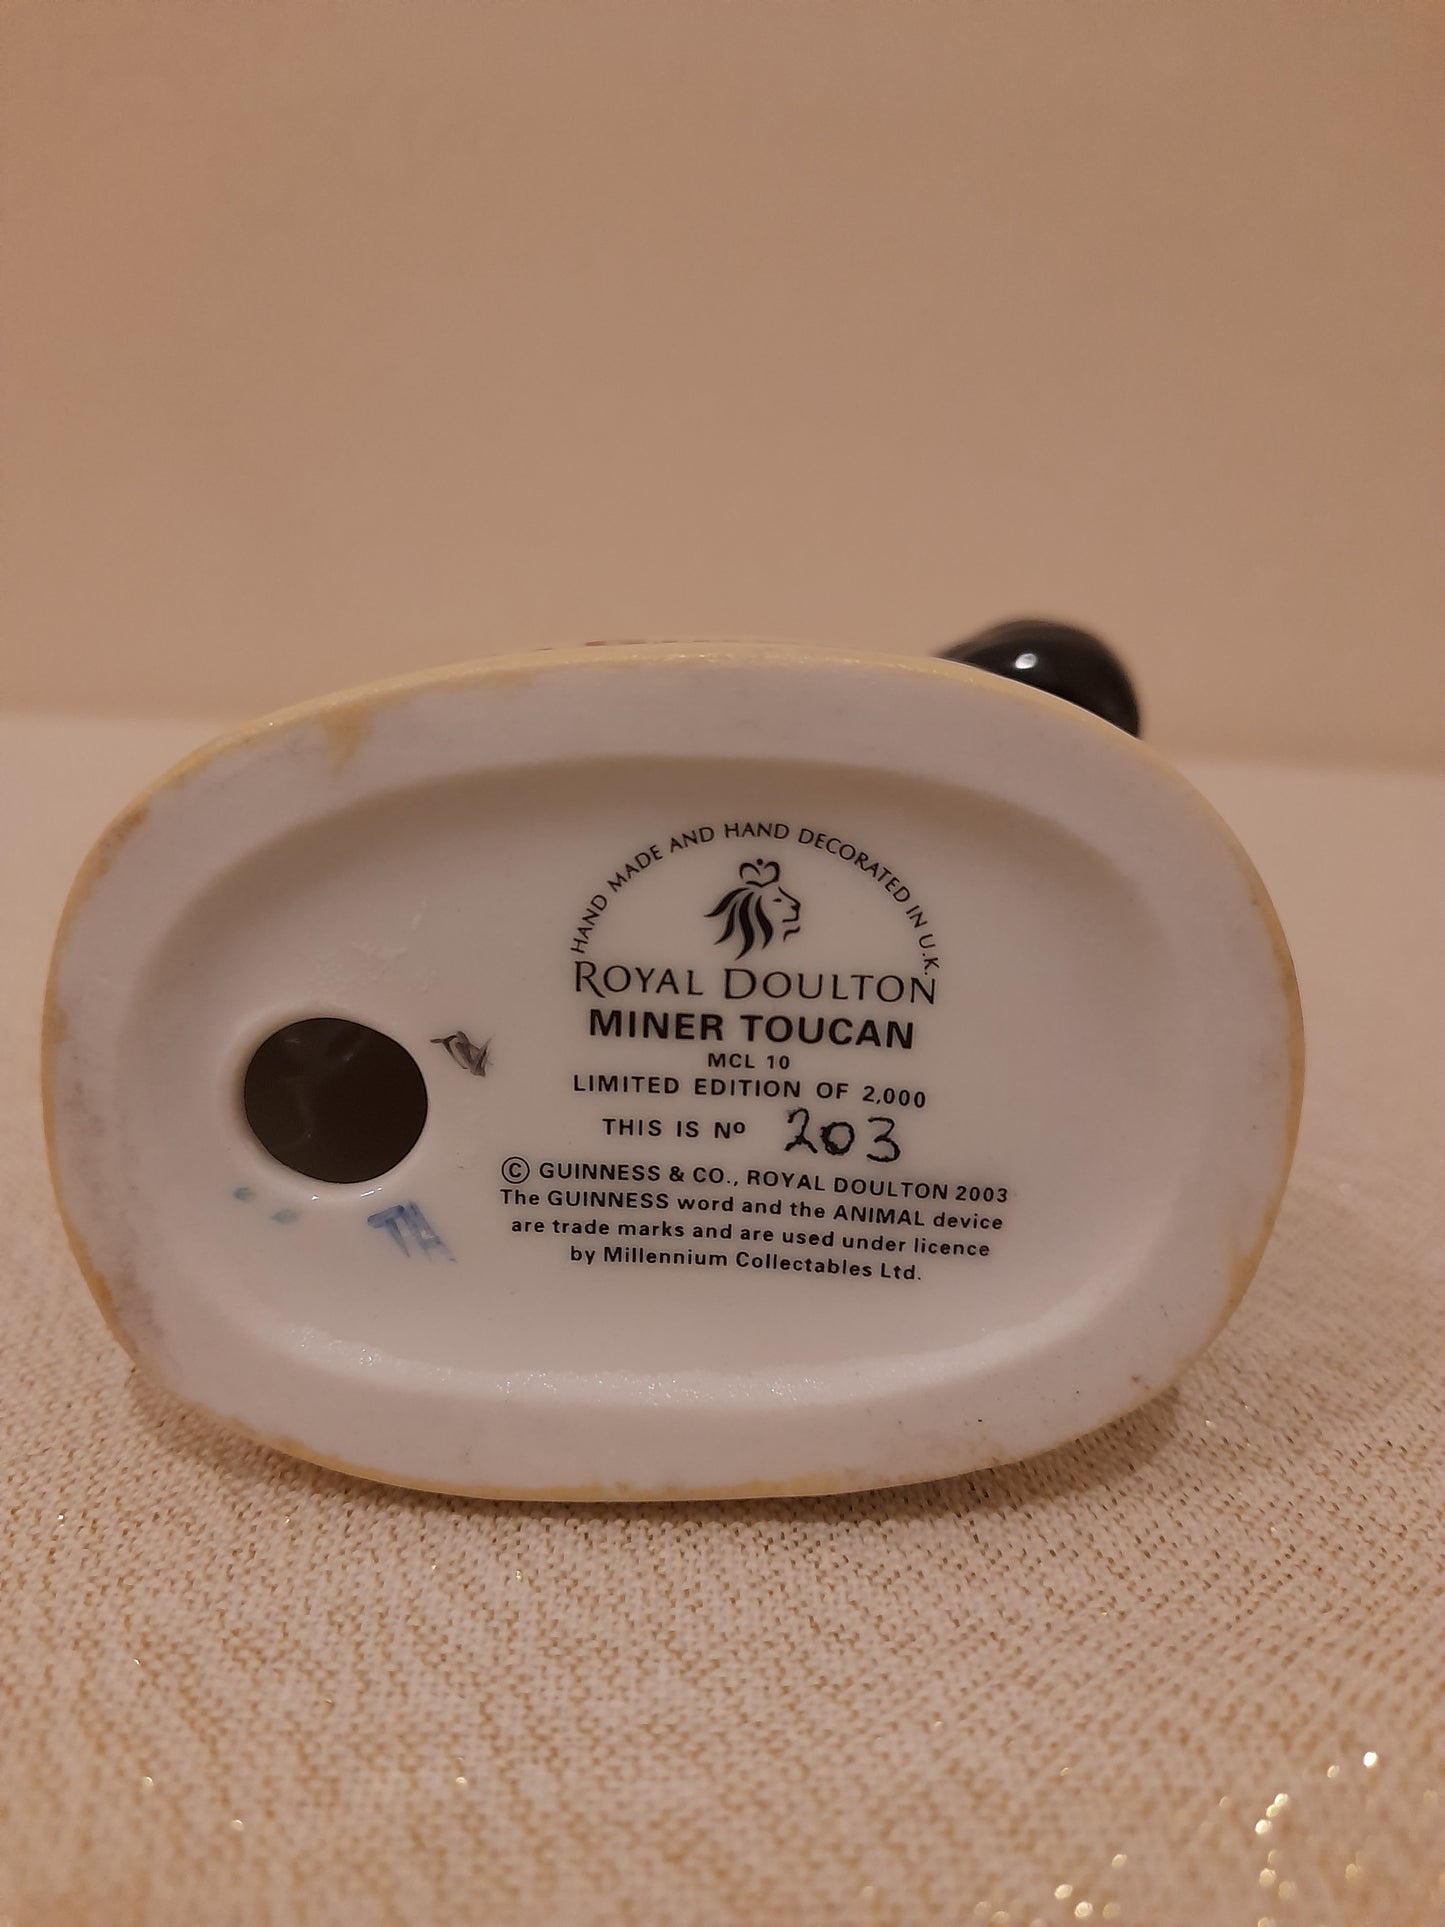 HAND MADE AND HAND DECORATED IN U.K.
ROYAL DOULTON
MINER TOUCAN
MCL 10
LIMITED EDITION OF 2,000
THIS IS Nº 203
© GUINNESS & CO., ROYAL DOULTON 2003
The GUINNESS word and the ANIMAL device
are trade marks and are used under licence
by Millennium Collectables Ltd.
TH